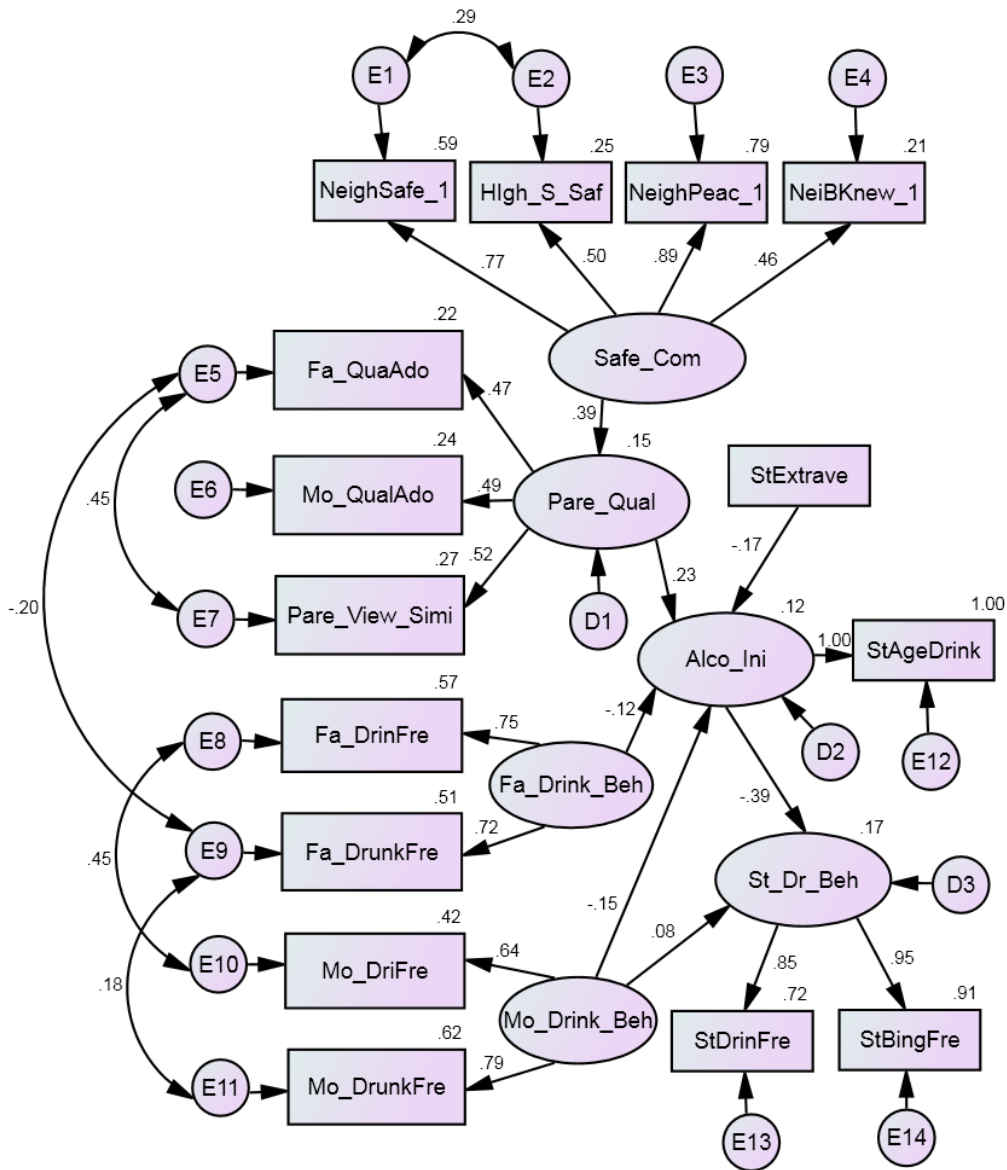 .29
E1
E2
E3
E4
.59
.25
.79
.21
NeighSafe_1
HIgh_S_Saf
NeighPeac_1
NeiBKnew_1
.77
.50
.89
.46
Safe_Com
.22
E5
Fa_QuaAdo
.47
.39
.15
.24
E6
Mo_QualAdo
.49
Pare_Qual
StExtrave
.45
.27
.52
-.17
-.20
E7
Pare_View_Simi
D1
.23
.12
1.00
Alco_Ini
1.00
StAgeDrink
.57
E8
Fa_DrinFre
.75
-.12
D2
E12
Fa_Drink_Beh
.51
-.39
E9
Fa_DrunkFre
.72
.17
.45
St_Dr_Beh
D3
-.15
.42
.08
E10
Mo_DriFre
.64
.85
.95
.18
.72
.91
Mo_Drink_Beh
StDrinFre
StBingFre
.62
E11
Mo_DrunkFre
.79
E13
E14